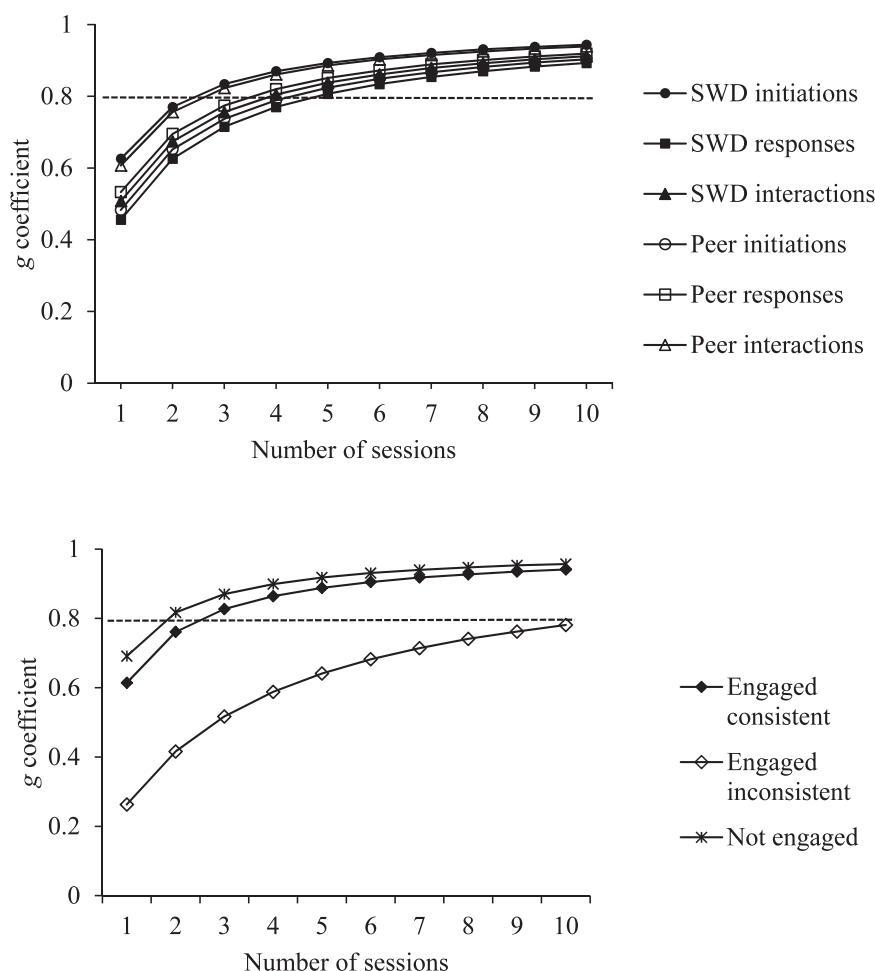 1
0.8
0.6
0.4
0.2
0
g coefficient
1 2 3 4 5 6 7 8 9 10
Number of sessions
SWD initiations
SWD responses
SWD interactions
Peer initiations
Peer responses
Peer interactions
1
0.8
0.6
0.4
0.2
0
g coefficient
1 2 3 4 5 6 7 8 9 10
Number of sessions
Engaged
consistent
Engaged
inconsistent
Not engaged